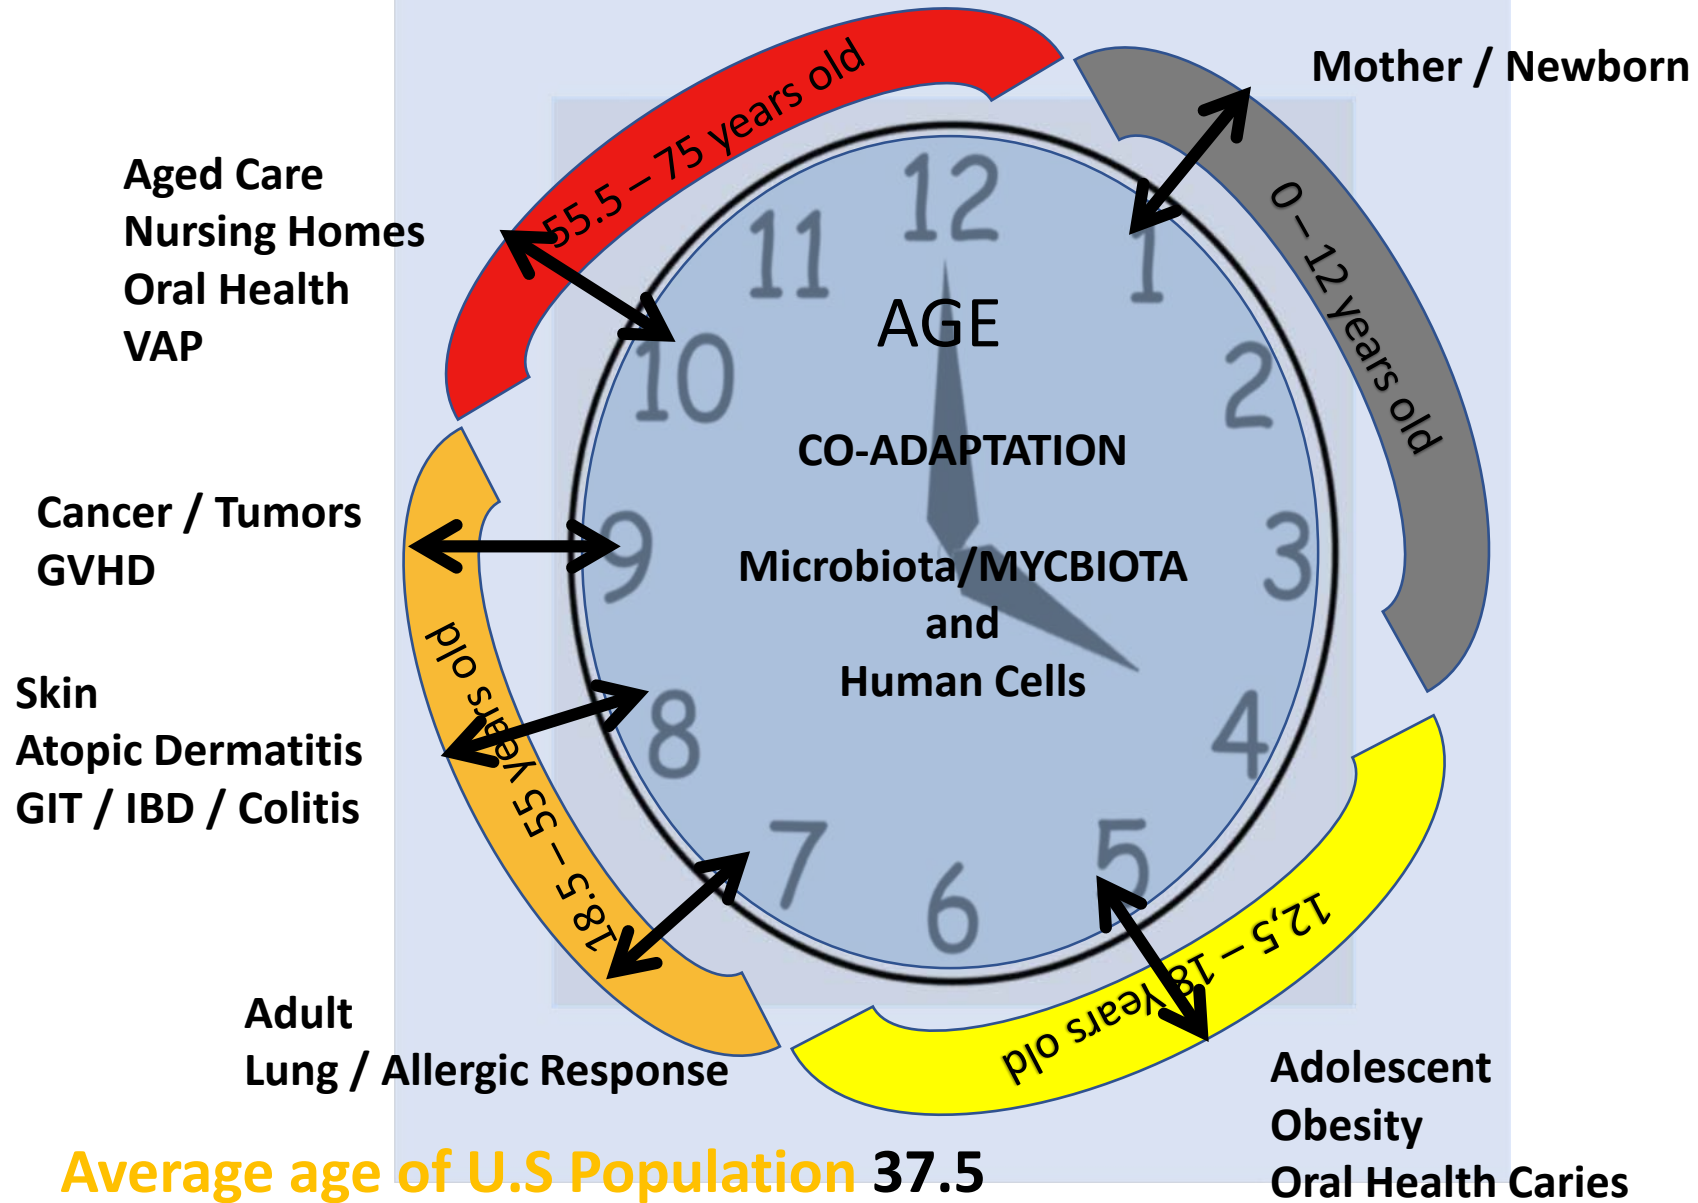 Mother / Newborn
0 – 12 years old
55.5 – 75 years old
Aged Care
Nursing Homes
Oral Health
VAP
12
1
2
3
4
5
6
7
8
9
10
11
AGE
CO-ADAPTATION
Microbiota/MYCBIOTA
and
Human Cells
Cancer / Tumors
GVHD
18.5 – 55 years old
Skin
Atopic Dermatitis
GIT / IBD / Colitis
12,5 – 18 Years old
Adult
Lung / Allergic Response
Adolescent
Obesity
Oral Health Caries
Average age of U.S Population 37.5